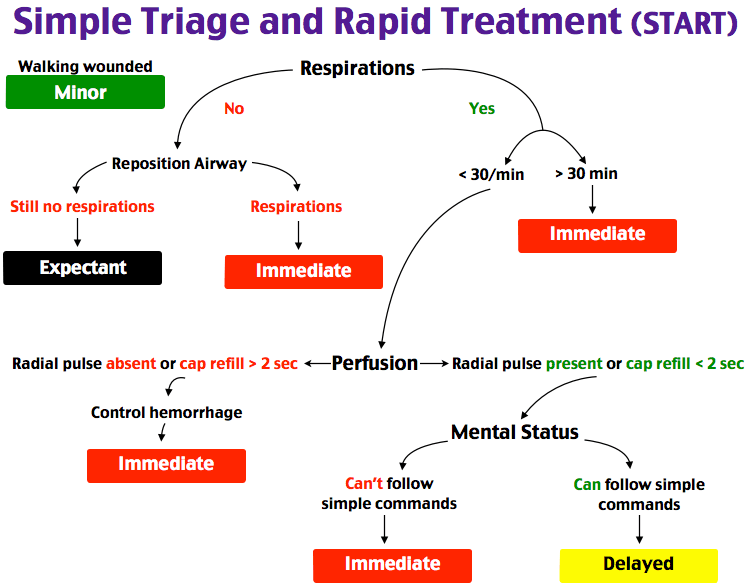 Simple Triage and Rapid Treatment (START)
Walking wounded
Minor
Respirations
No
Yes
Reposition Airway
< 30/min
> 30 min
Still no respirations
Respirations
Immediate
Expectant
Immediate
Radial pulse absent or cap refill > 2 sec
Perfusion
Radial pulse present or cap refill < 2 sec
Control hemorrhage
Mental Status
Immediate
Can't follow
simple commands
Can follow simple
commands
Immediate
Delayed